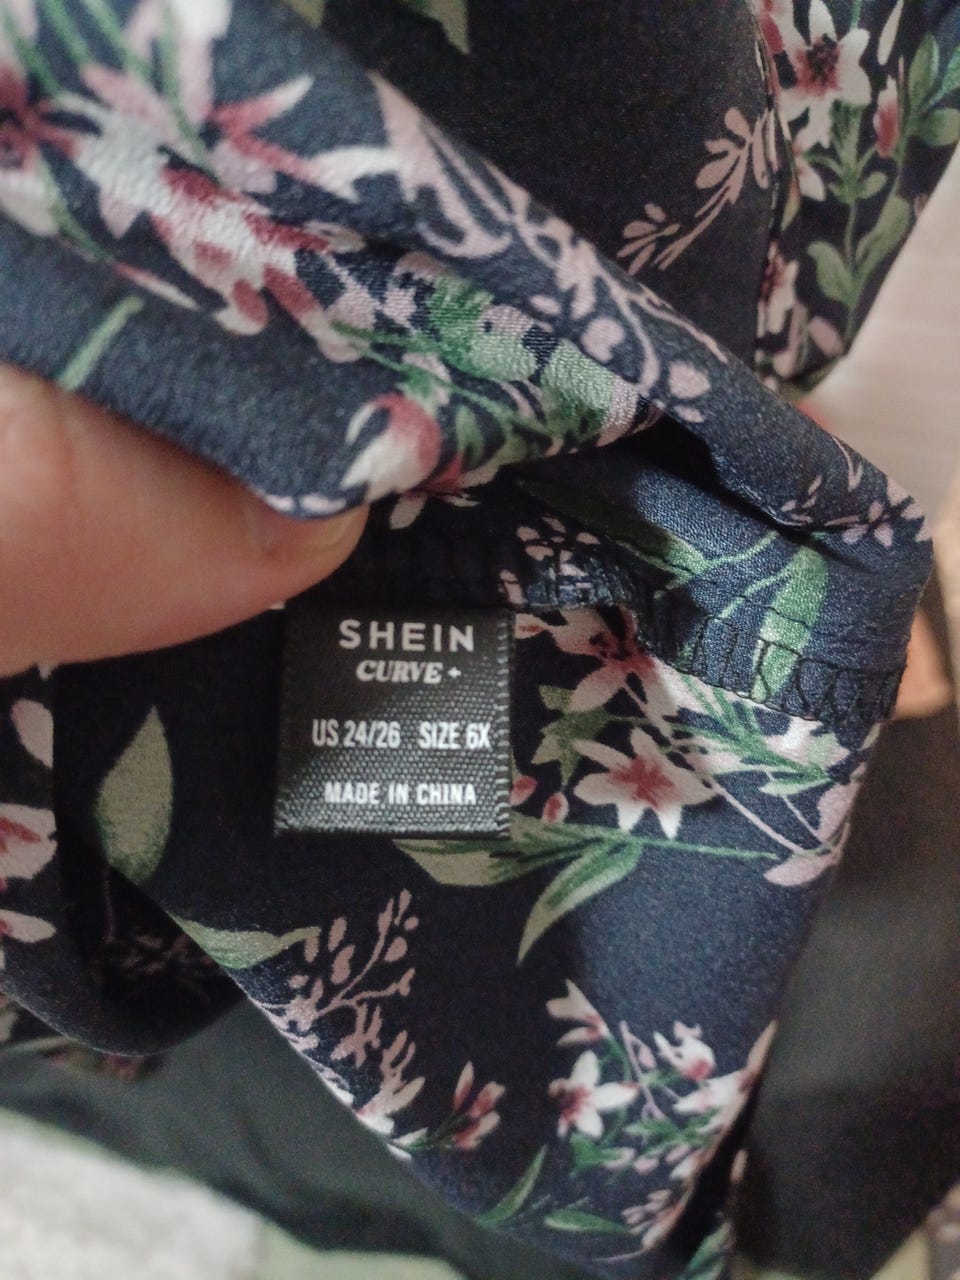 SHEIN
CURVE +
US 24/26 SIZE 6X
MADE IN CHINA